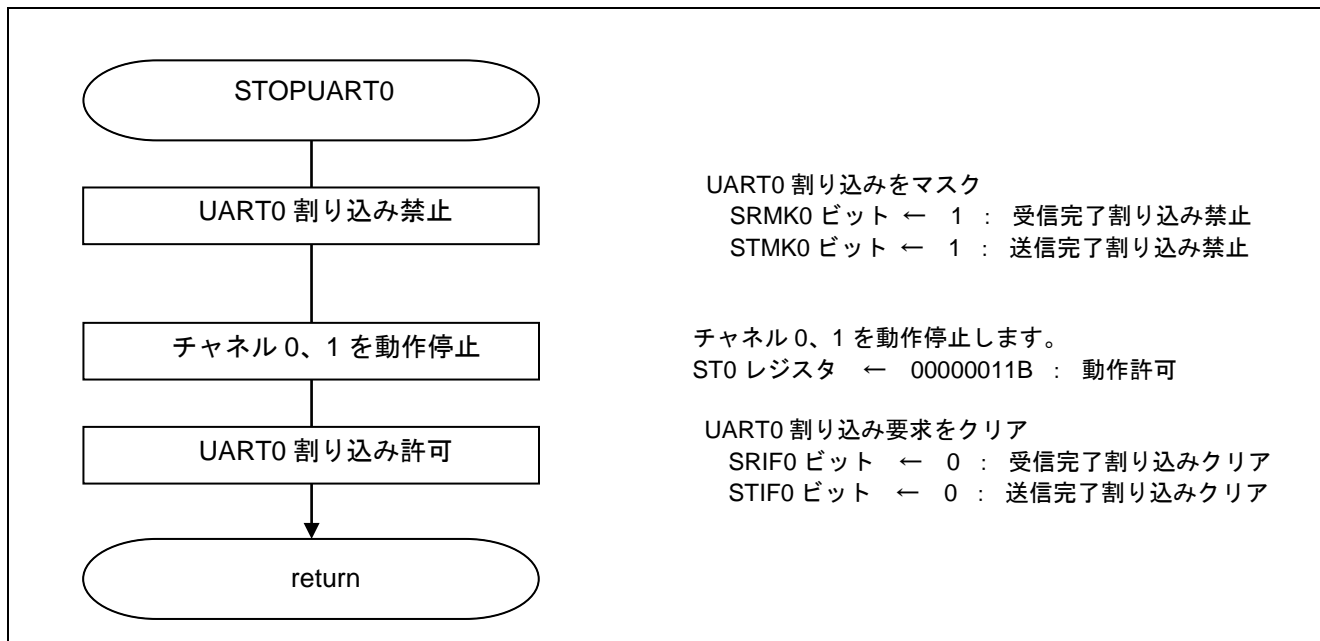 STOPUART0
UART0 割り込み禁止
UART0 割り込みをマスク
SRMK0 ビット ← 1 : 受信完了割り込み禁止
STMK0 ビット ← 1 : 送信完了割り込み禁止
チャネル 0、1 を動作停止
チャネル 0、1 を動作停止します。
ST0 レジスタ ← 00000011B : 動作許可
UART0 割り込み許可
UART0 割り込み要求をクリア
SRIF0 ビット ← 0 : 受信完了割り込みクリア
STIF0 ビット ← 0 : 送信完了割り込みクリア
return